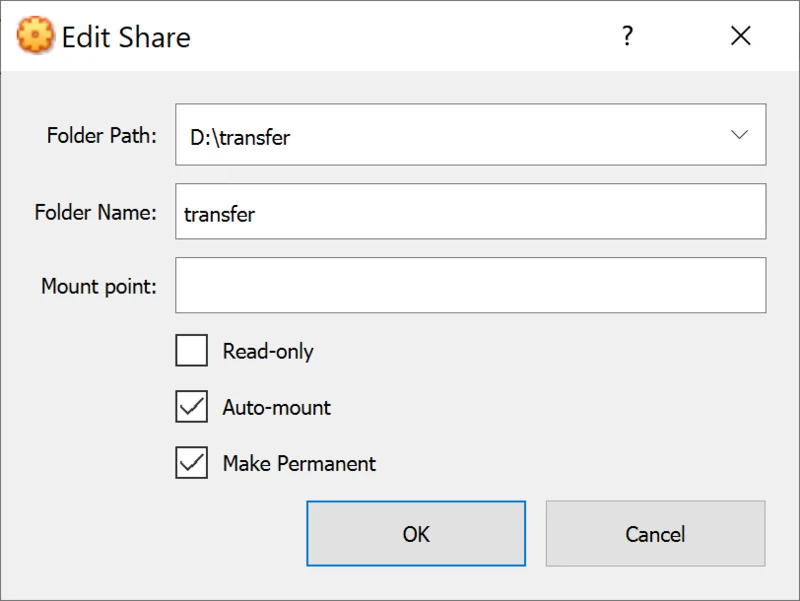 Edit Share
?
Folder Path: D:\transfer
Folder Name: transfer
Mount point:
Read-only
Auto-mount
Make Permanent
OK Cancel